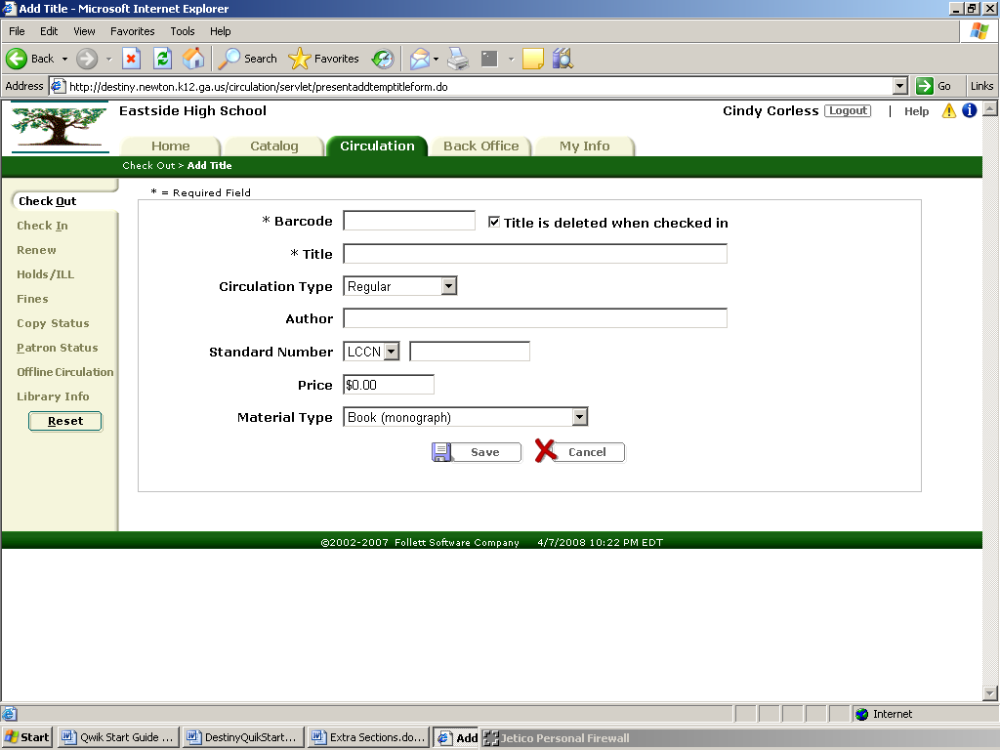 Add Title - Microsoft Internet Explorer
File Edit View Favorites Tools Help
Back Search Favorites
Address http://destiny.newton.k12.ga.us/circulation/servlet/presentaddtemptitleform.do Go Links
Eastside High School Cindy Corless Logout | Help
Home Catalog Circulation Back Office My Info
Check Out > Add Title
* = Required Field
Check Out
Check In
Renew
Holds/ILL
Fines
Copy Status
Patron Status
Offline Circulation
Library Info
Reset
* Barcode Title is deleted when checked in
* Title
Circulation Type Regular
Author
Standard Number LCCN
Price $0.00
Material Type Book (monograph)
Save Cancel
©2002-2007 Follett Software Company 4/7/2008 10:22 PM EDT
Internet
Start Qwik Start Guide ... DestinyQuikStart... Extra Sections.do... Add Jetico Personal Firewall